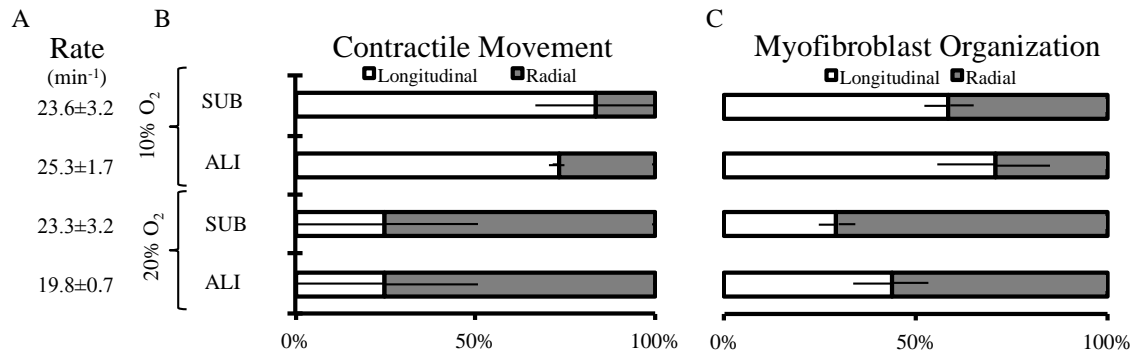 A
B
C
Rate
(min⁻¹)
Contractile Movement
Myofibroblast Organization
Longitudinal Radial
Longitudinal Radial
10% O₂
23.6±3.2
SUB
25.3±1.7
ALI
20% O₂
23.3±3.2
SUB
19.8±0.7
ALI
0% 50% 100%
0% 50% 100%